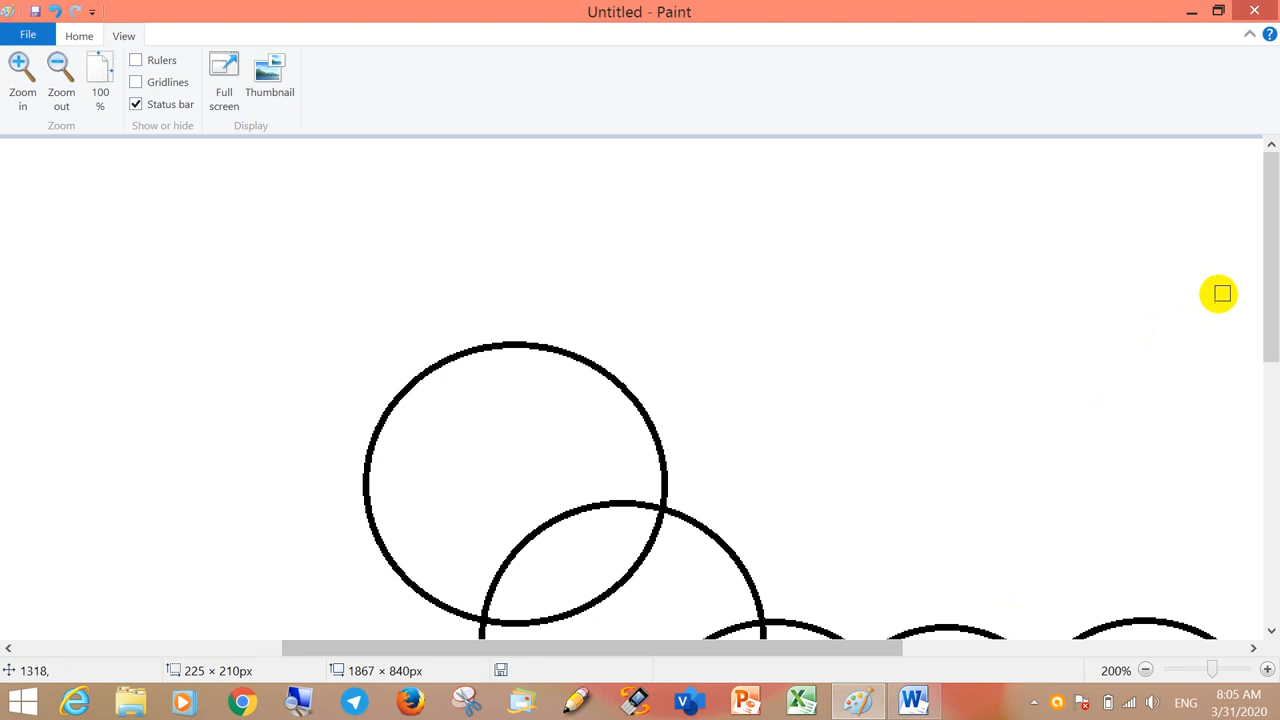 Untitled - Paint
File
Home
View
Zoom in
Zoom out
100 %
Rulers
Gridlines
Status bar
Full screen
Thumbnail
Zoom
Show or hide
Display
1318,
225 × 210px
1867 × 840px
200%
ENG
8:05 AM
3/31/2020